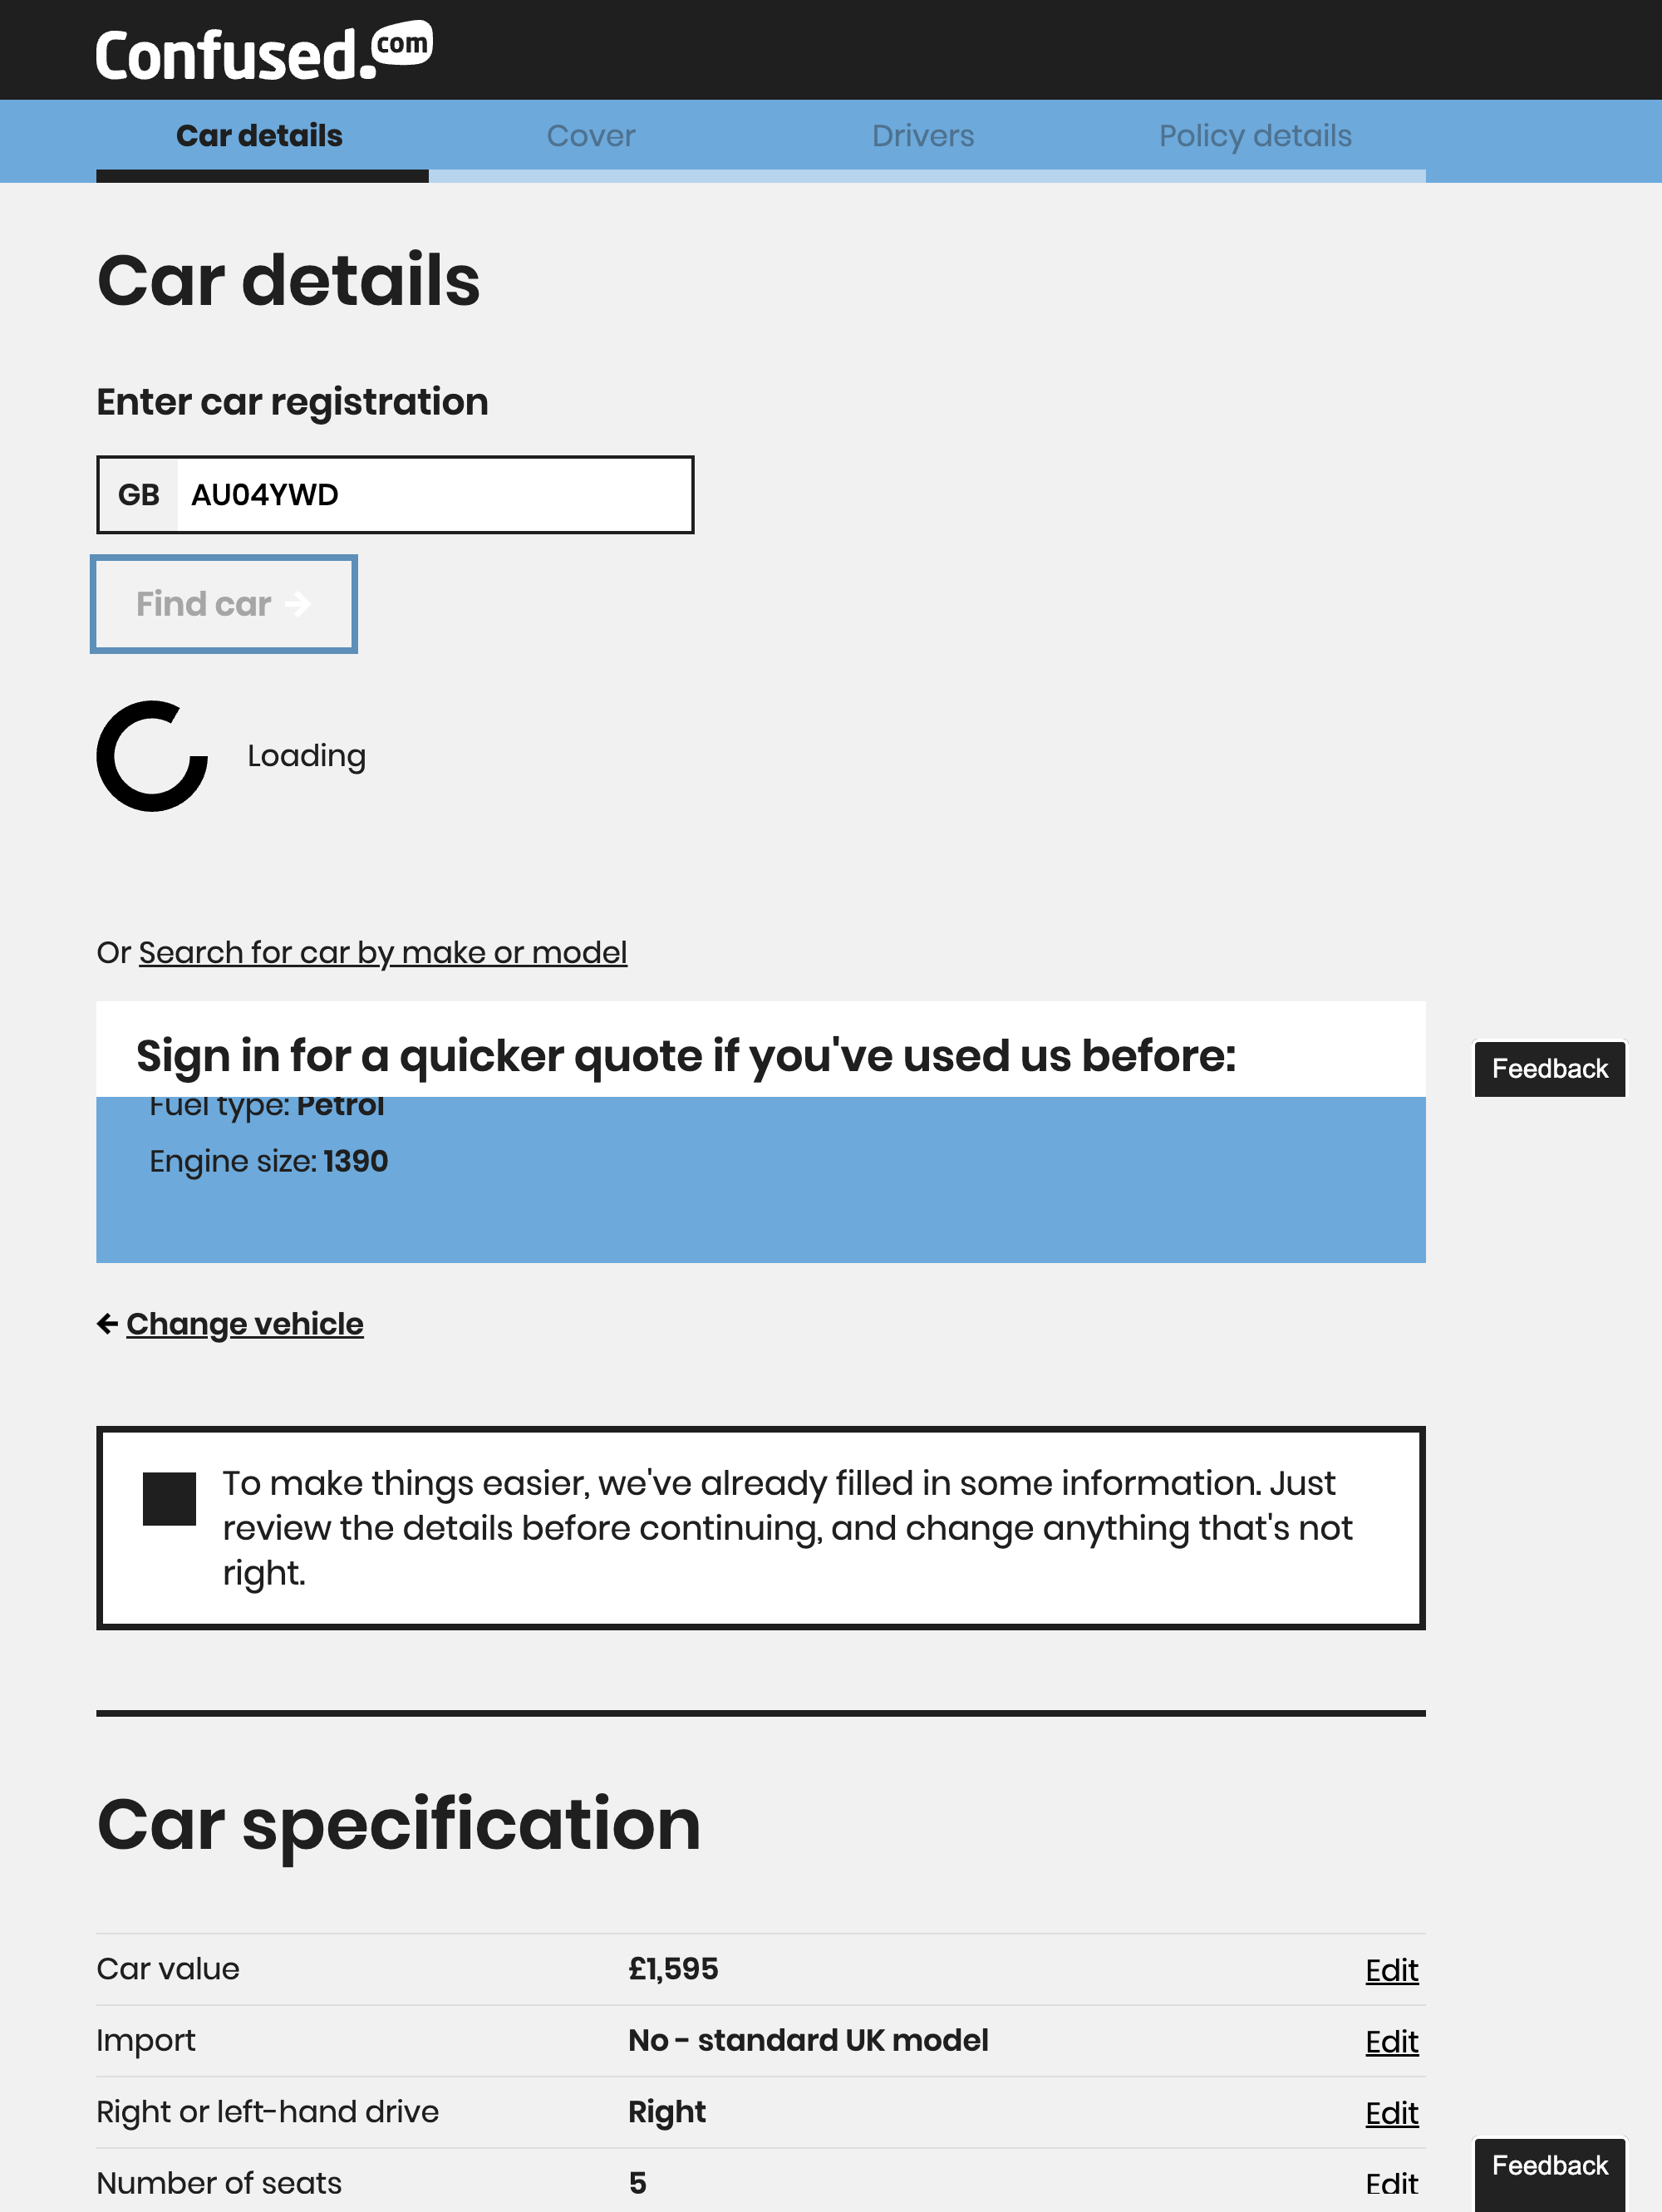 Confused.com
Car details
Cover
Drivers
Policy details
Car details
Enter car registration
GB AU04YWD
Find car →
Loading
Or Search for car by make or model
Sign in for a quicker quote if you've used us before:
Feedback
Fuel type: Petrol
Engine size: 1390
← Change vehicle
To make things easier, we've already filled in some information. Just
review the details before continuing, and change anything that's not
right.
Car specification
Car value £1,595 Edit
Import No - standard UK model Edit
Right or left-hand drive Right Edit
Number of seats 5 Edit
Feedback